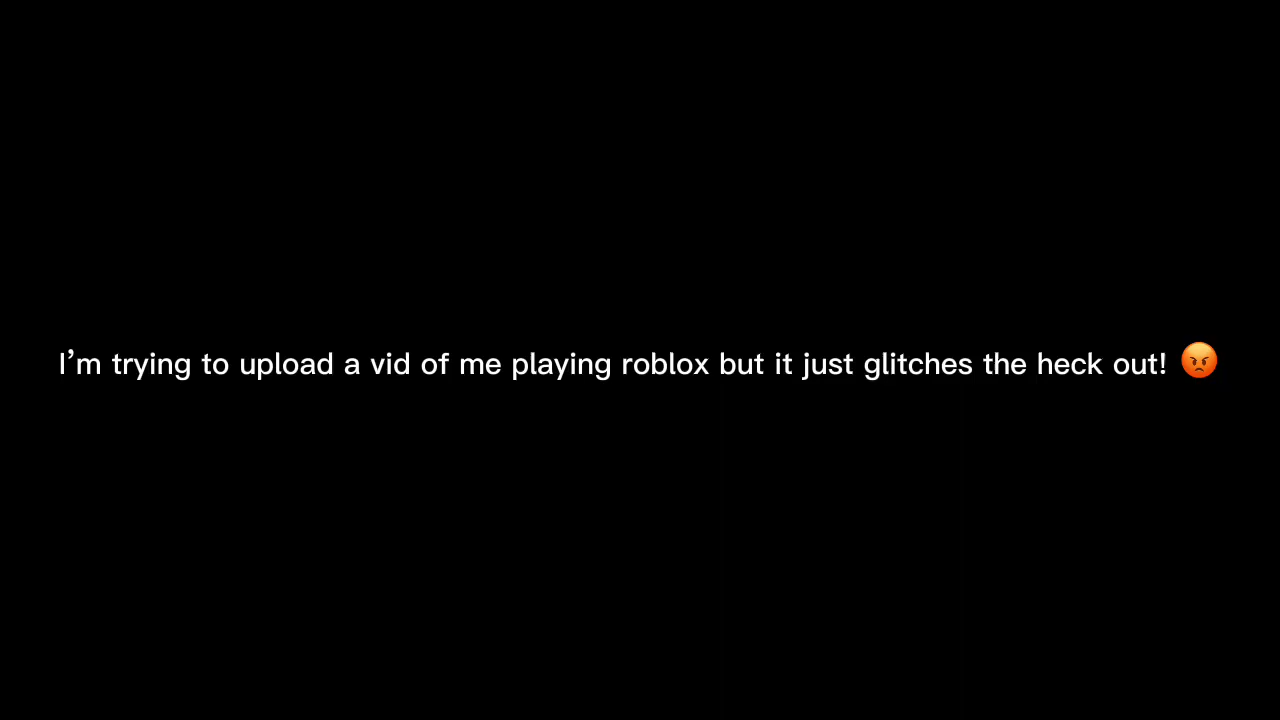 I’m trying to upload a vid of me playing roblox but it just glitches the heck out! 😡